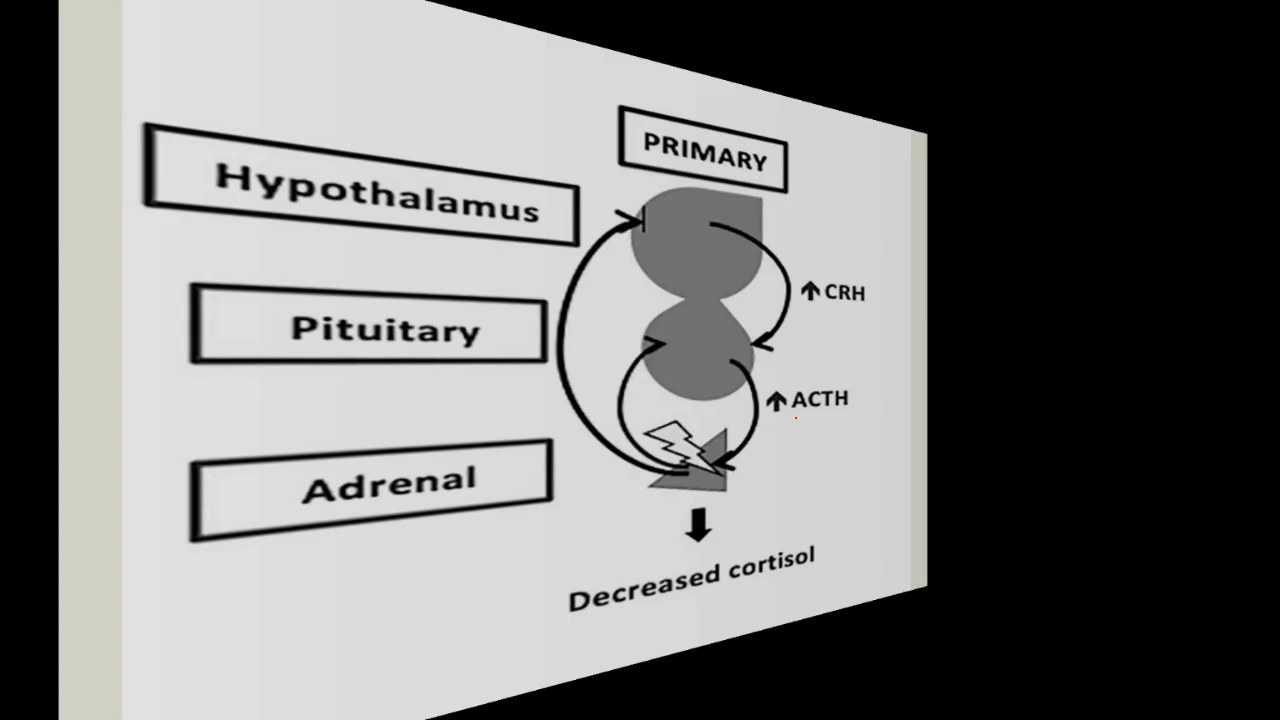 PRIMARY
Hypothalamus
↑ CRH
Pituitary
↑ ACTH
Adrenal
Decreased cortisol